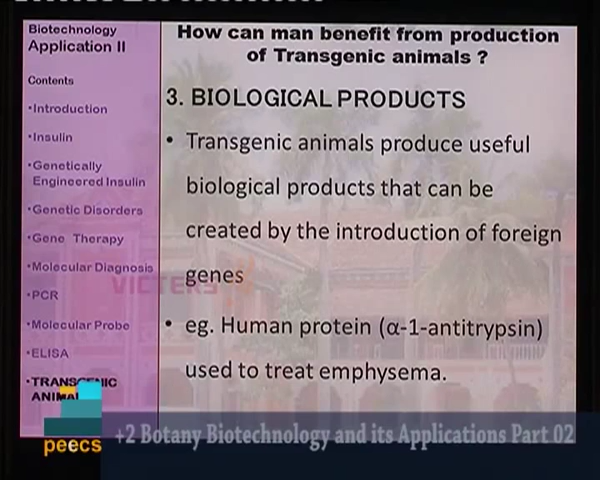 Biotechnology
Application II
Contents
•Introduction
•Insulin
•Genetically
Engineered Insulin
•Genetic Disorders
•Gene Therapy
•Molecular Diagnosis
•PCR
•Molecular Probe
•ELISA
•TRANSGENIC
How can man benefit from production
of Transgenic animals ?
3. BIOLOGICAL PRODUCTS
• Transgenic animals produce useful
biological products that can be
created by the introduction of foreign
genes
• eg. Human protein (α-1-antitrypsin)
used to treat emphysema.
VICTERS
peecs
+2 Botany Biotechnology and its Applications Part 02